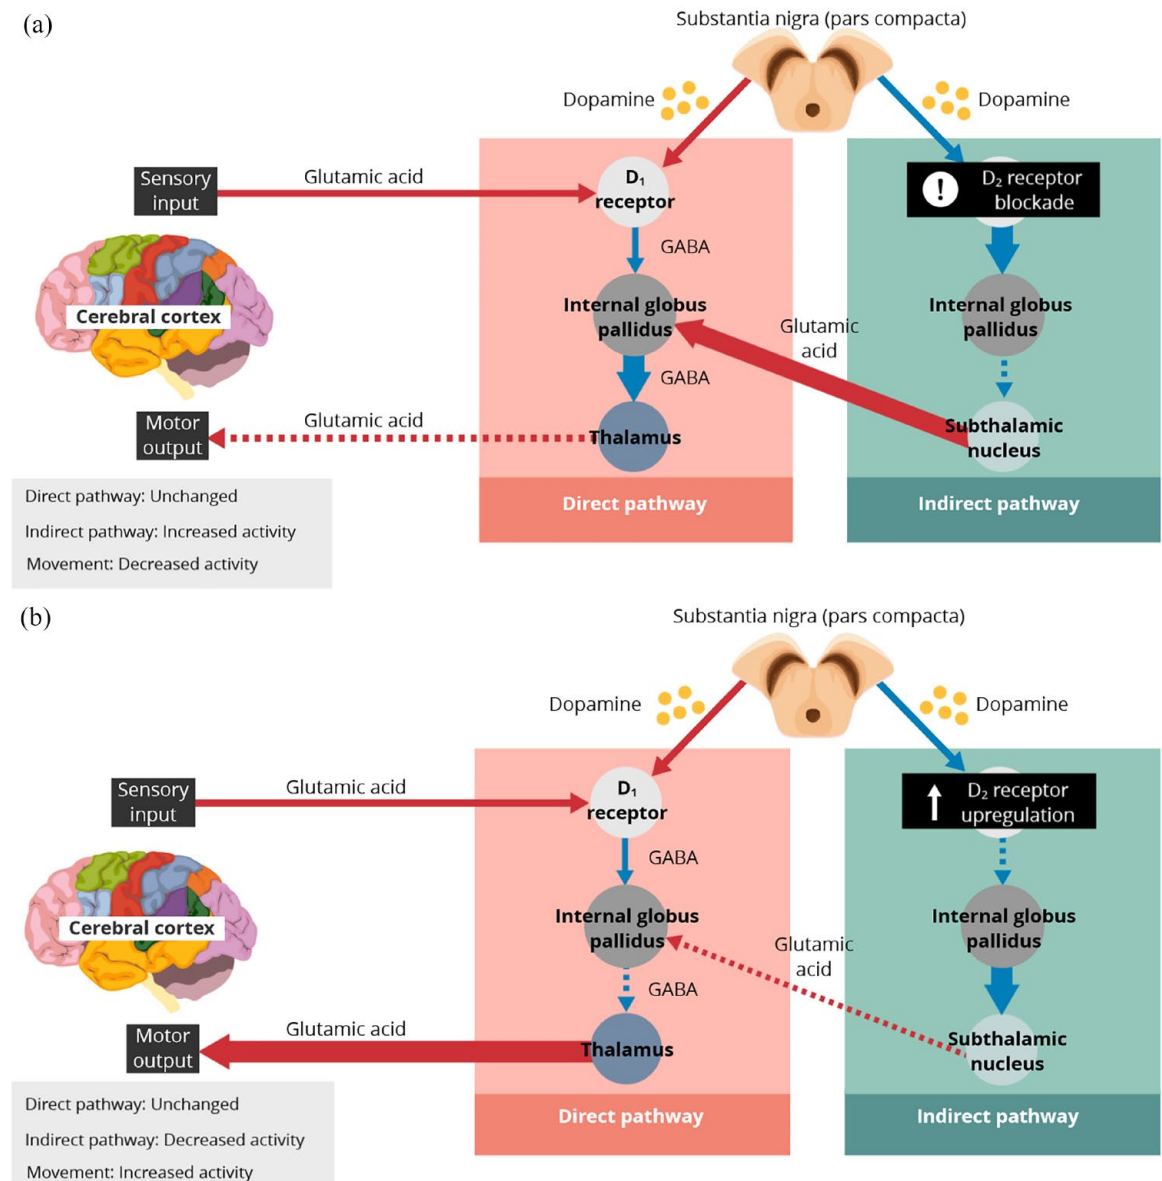 (a)
Substantia nigra (pars compacta)
Dopamine
Dopamine
Sensory
input
Glutamic acid
D₁
receptor
!
D₂ receptor
blockade
GABA
Cerebral cortex
Internal globus
pallidus
Glutamic
acid
Internal globus
pallidus
GABA
Motor
output
Glutamic acid
Thalamus
Subthalamic
nucleus
Direct pathway: Unchanged
Indirect pathway: Increased activity
Movement: Decreased activity
Direct pathway
Indirect pathway
(b)
Substantia nigra (pars compacta)
Dopamine
Dopamine
Sensory
input
Glutamic acid
D₁
receptor
D₂ receptor
upregulation
GABA
Cerebral cortex
Internal globus
pallidus
Glutamic
acid
Internal globus
pallidus
GABA
Motor
output
Glutamic acid
Thalamus
Subthalamic
nucleus
Direct pathway: Unchanged
Indirect pathway: Decreased activity
Movement: Increased activity
Direct pathway
Indirect pathway